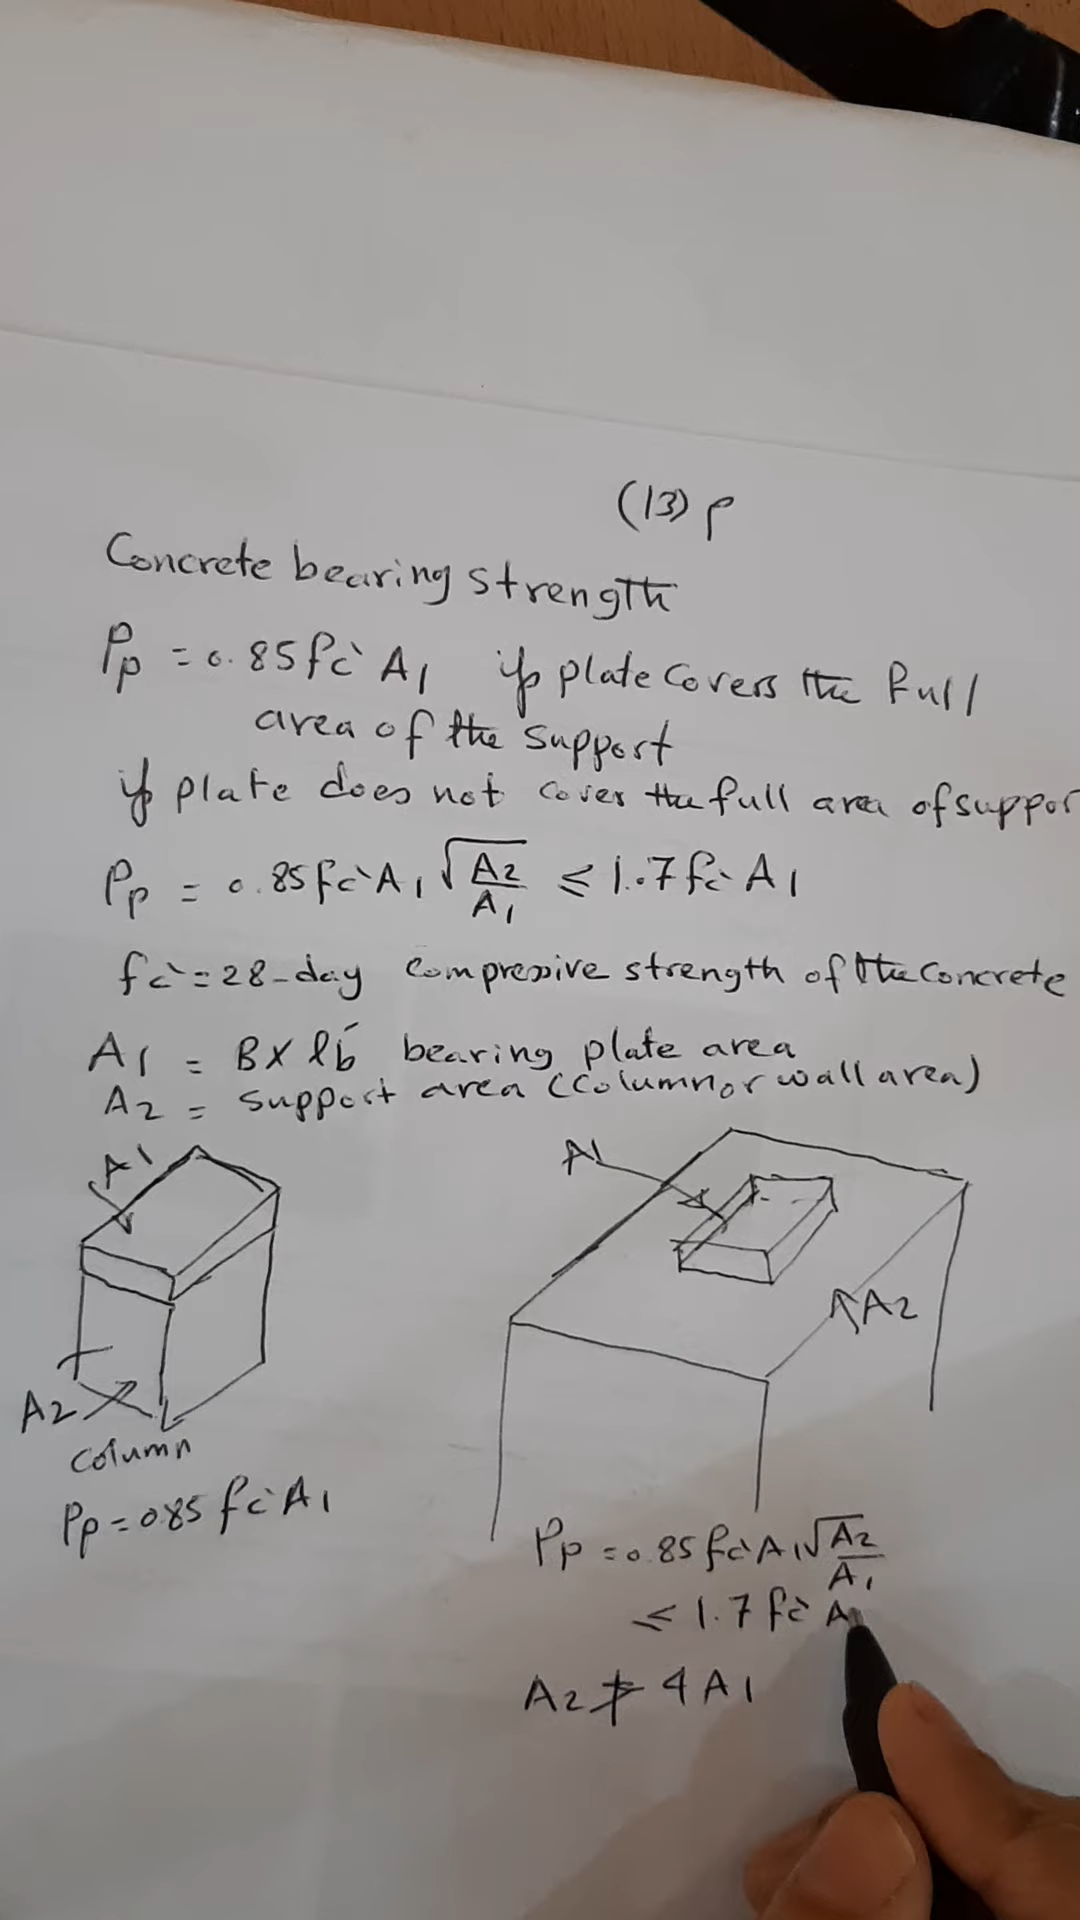 (13) P
Concrete bearing strength
Pp = 0.85 fc' A1 if plate covers the full
area of the support
if plate does not cover the full area of suppor
Pp = 0.85 fc' A1 √(A2/A1) ≤ 1.7 fc' A1
fc' = 28-day compressive strength of the concrete
A1 = B x lb bearing plate area
A2 = support area (column or wall area)
A1
A1
A2
A2
column
Pp = 0.85 fc' A1
Pp = 0.85 fc' A1 √(A2/A1)
≤ 1.7 fc' A
A2 ≯ 4 A1